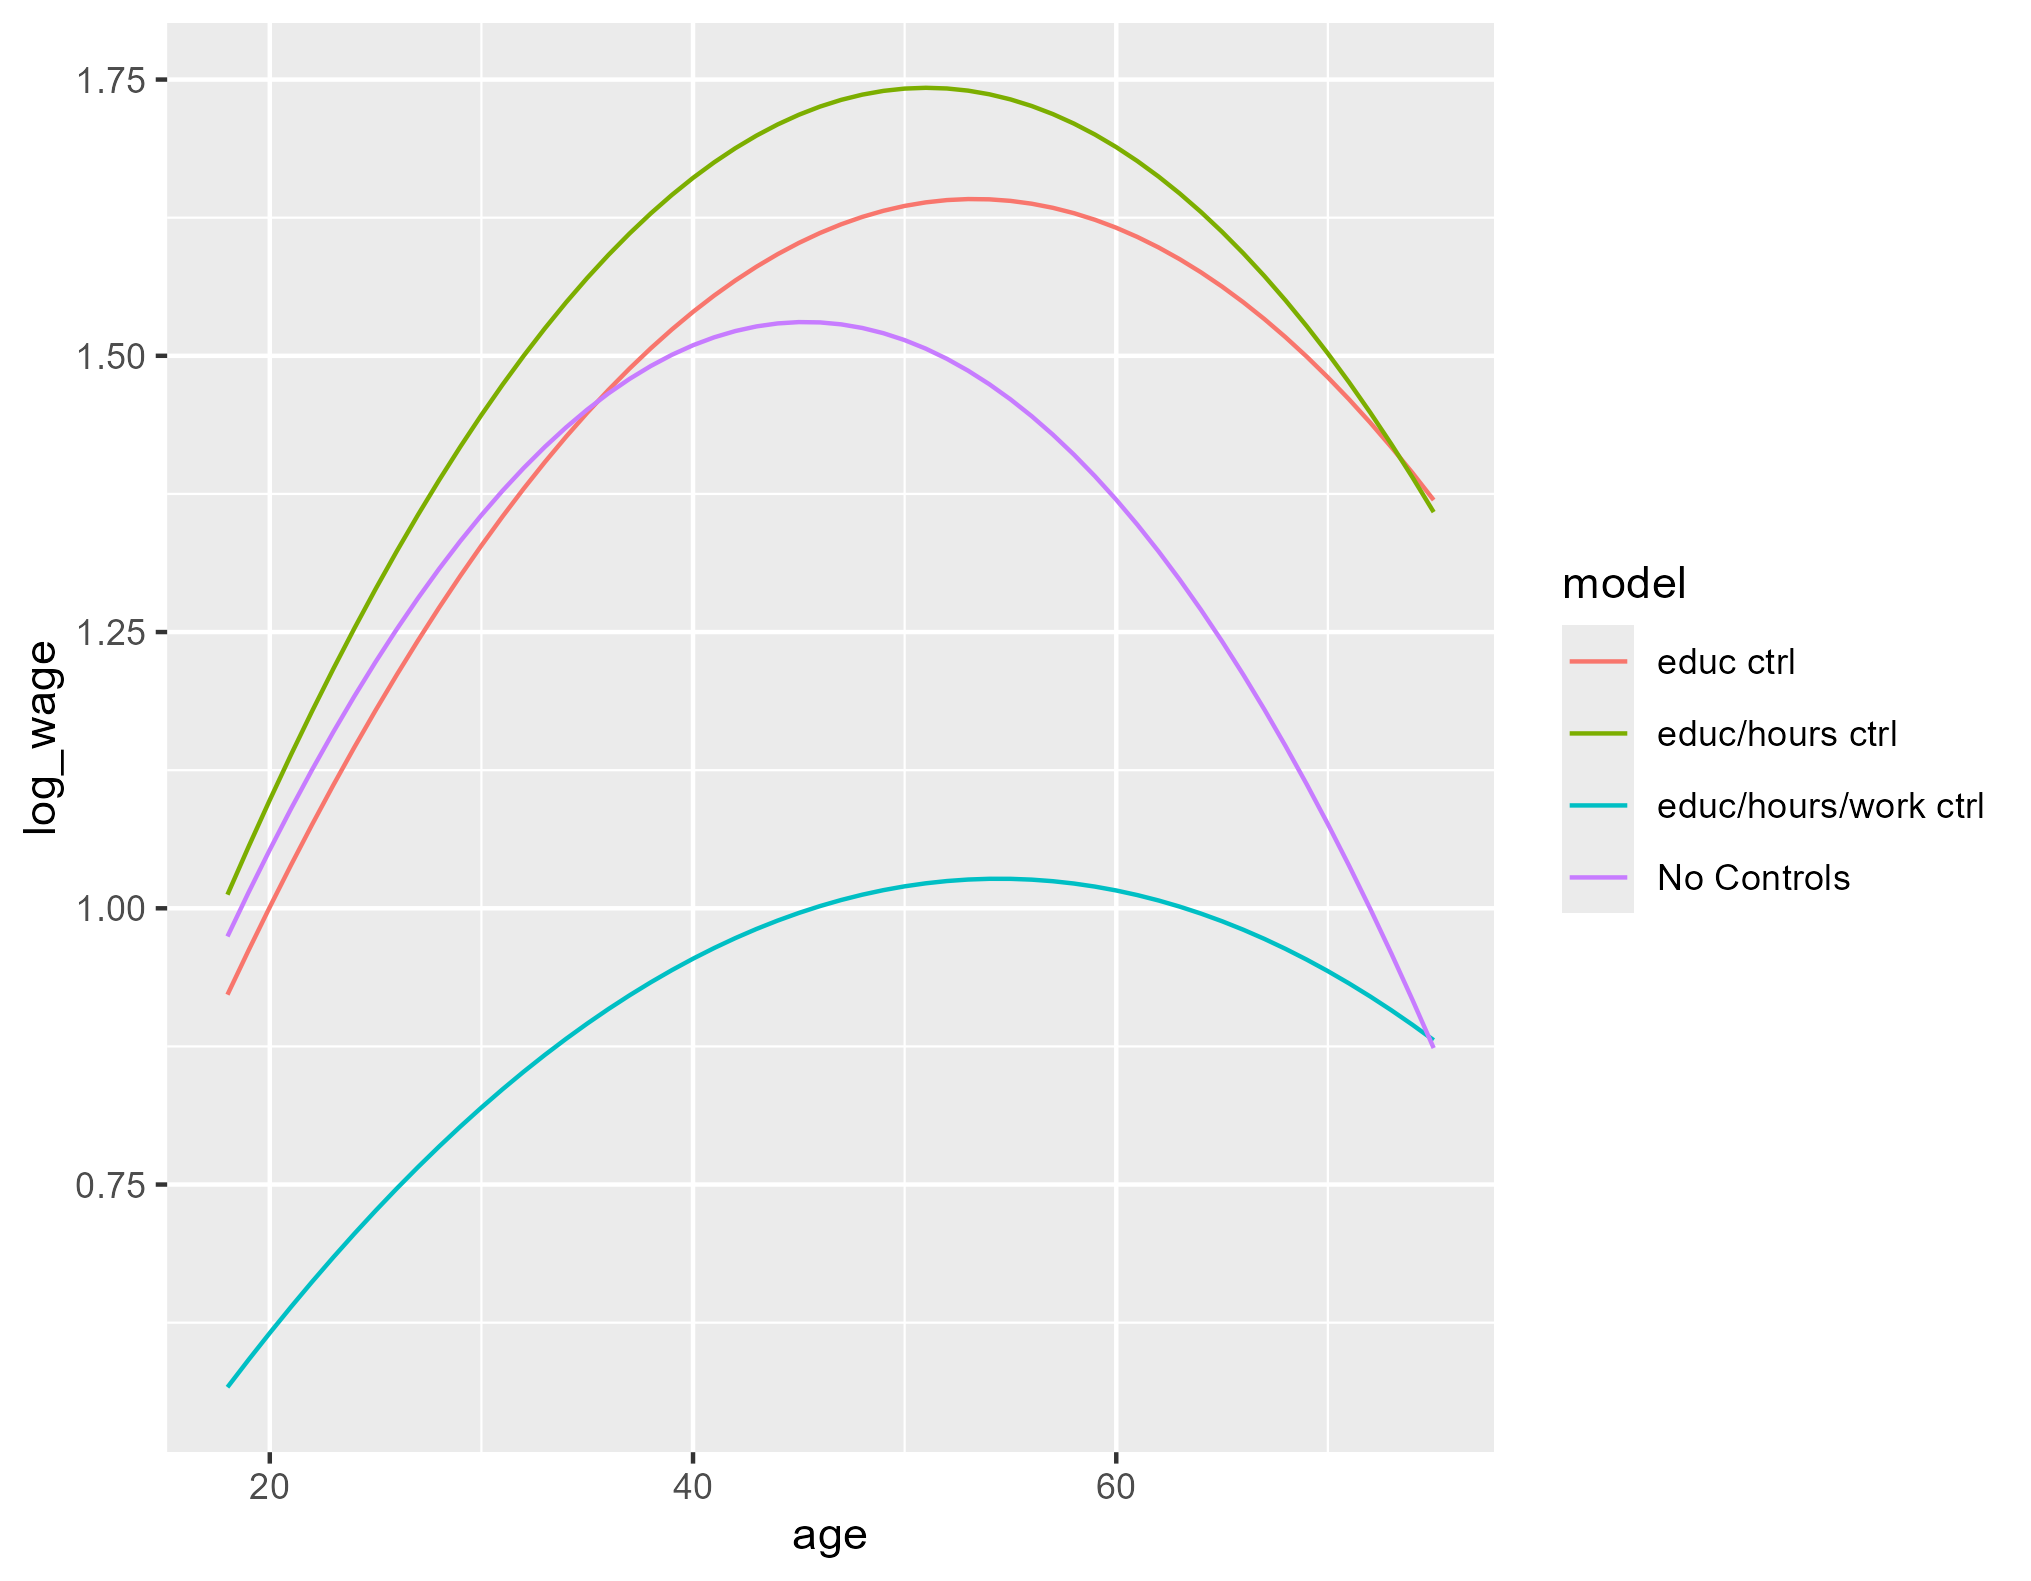 1.75
1.50
1.25
1.00
0.75
log_wage
20 40 60
age
model
educ ctrl
educ/hours ctrl
educ/hours/work ctrl
No Controls